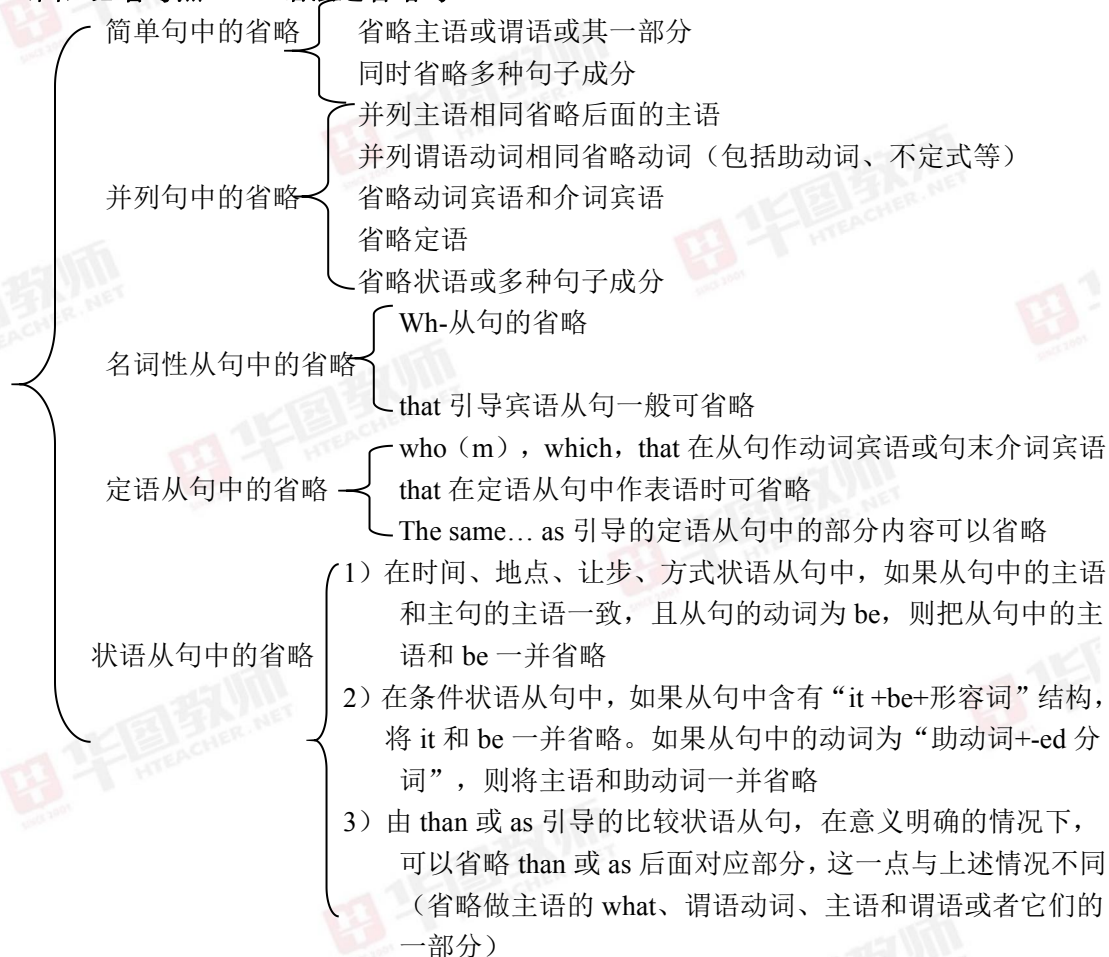 简单句中的省略
省略主语或谓语或其一部分
同时省略多种句子成分
并列句中的省略
并列主语相同省略后面的主语
并列谓语动词相同省略动词（包括助动词、不定式等）
省略动词宾语和介词宾语
省略定语
省略状语或多种句子成分
名词性从句中的省略
Wh-从句的省略
that 引导宾语从句一般可省略
定语从句中的省略
who（m），which，that 在从句作动词宾语或句末介词宾语
that 在定语从句中作表语时可省略
The same… as 引导的定语从句中的部分内容可以省略
状语从句中的省略
1）在时间、地点、让步、方式状语从句中，如果从句中的主语
和主句的主语一致，且从句的动词为 be，则把从句中的主
语和 be 一并省略
2）在条件状语从句中，如果从句中含有“it +be+形容词”结构，
将 it 和 be 一并省略。如果从句中的动词为“助动词+-ed 分
词”，则将主语和助动词一并省略
3）由 than 或 as 引导的比较状语从句，在意义明确的情况下，
可以省略 than 或 as 后面对应部分，这一点与上述情况不同
（省略做主语的 what、谓语动词、主语和谓语或者它们的
一部分）
华图教师
HTEACHER.NET